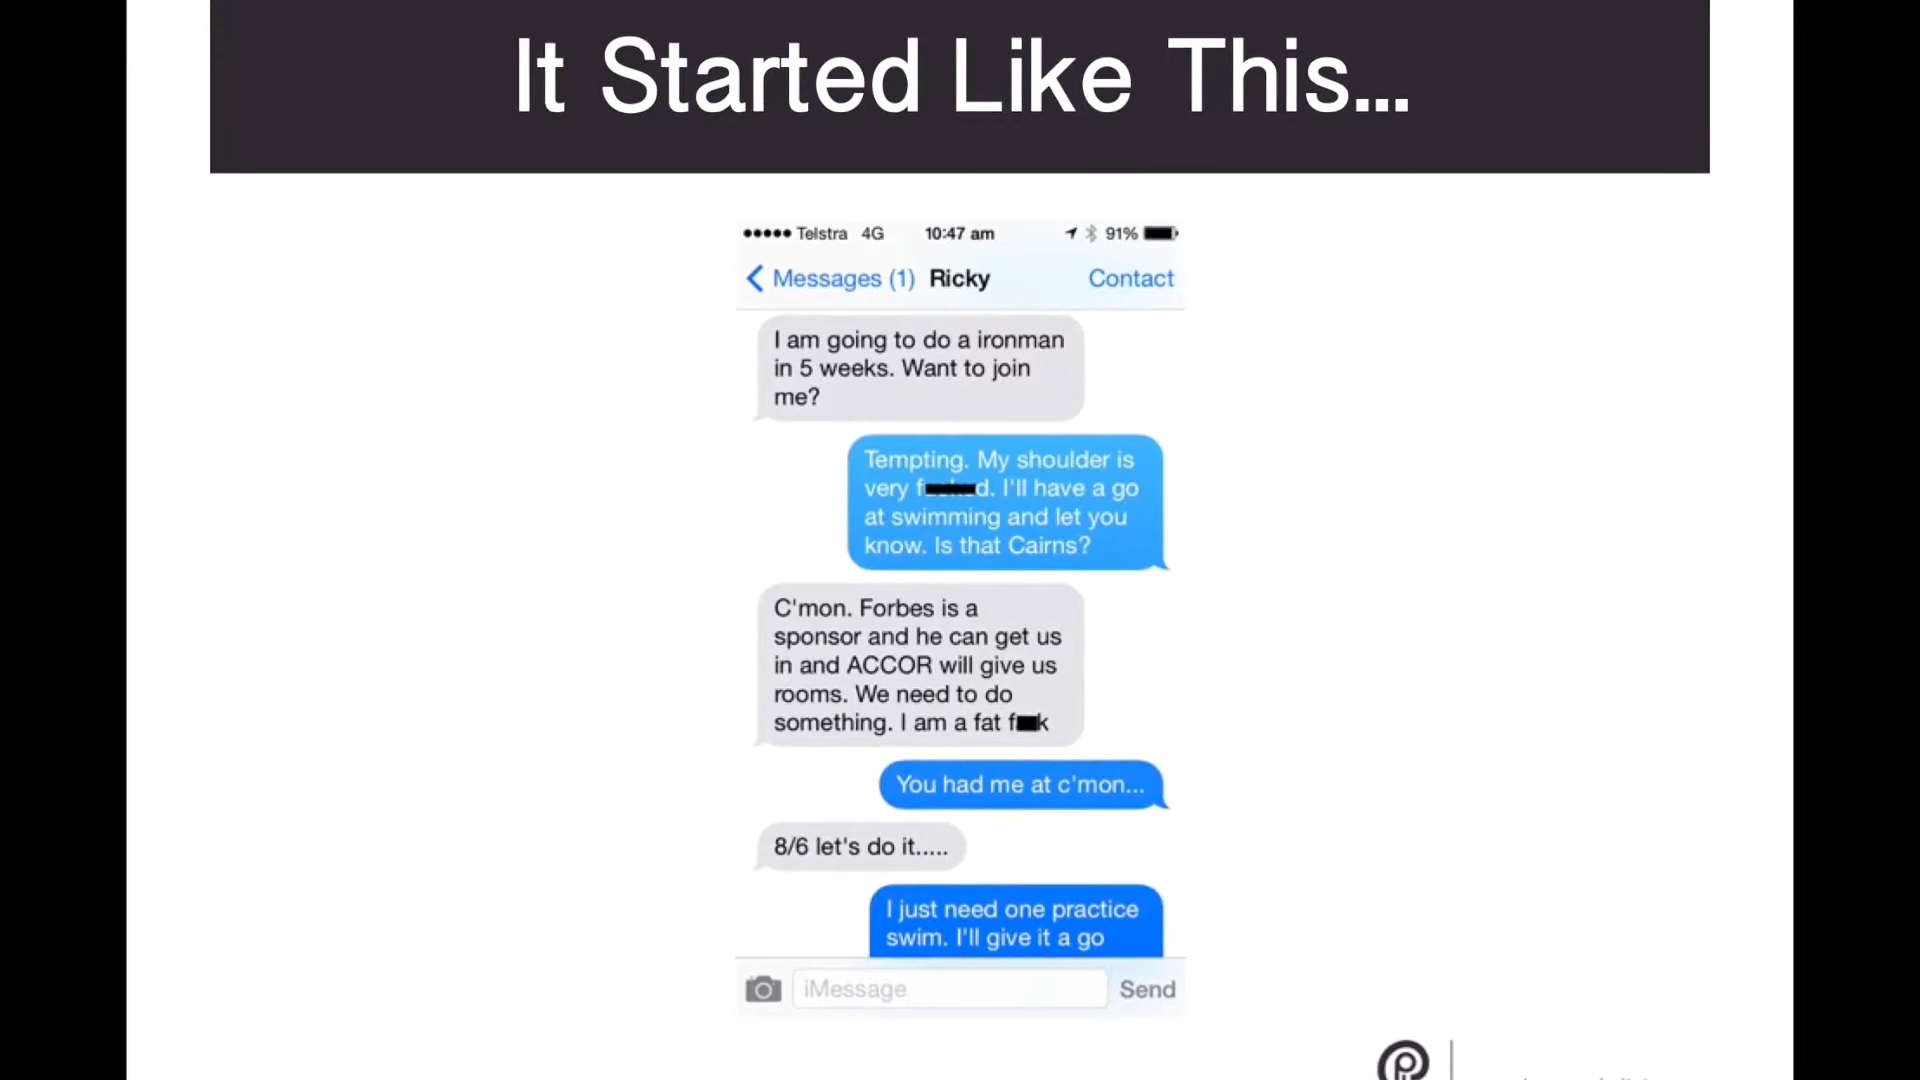 It Started Like This...
Telstra 4G 10:47 am 91%
Messages (1) Ricky Contact
I am going to do a ironman
in 5 weeks. Want to join
me?
Tempting. My shoulder is
very f d. I'll have a go
at swimming and let you
know. Is that Cairns?
C'mon. Forbes is a
sponsor and he can get us
in and ACCOR will give us
rooms. We need to do
something. I am a fat f k
You had me at c'mon...
8/6 let's do it.....
I just need one practice
swim. I'll give it a go
iMessage Send